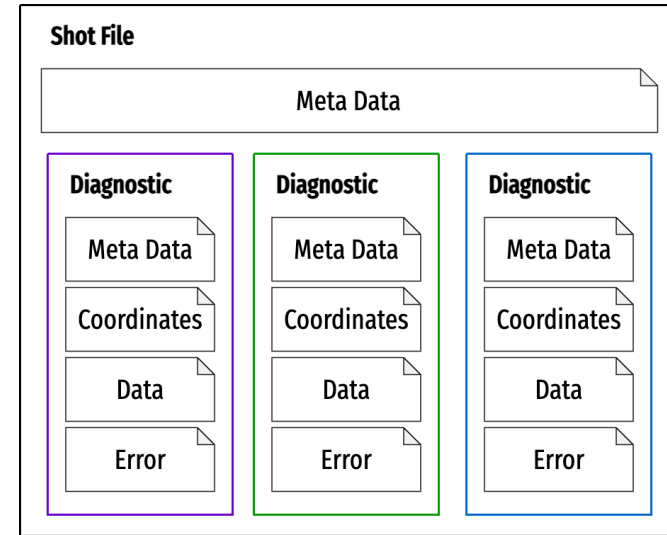 Shot File
Meta Data
Diagnostic
Meta Data
Coordinates
Data
Error
Diagnostic
Meta Data
Coordinates
Data
Error
Diagnostic
Meta Data
Coordinates
Data
Error